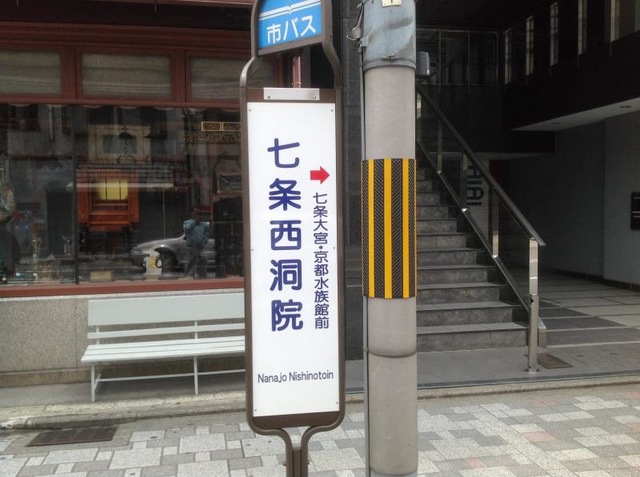 市バス
七条西洞院
七条大宮・京都水族館前
Nanajo Nishinotoin